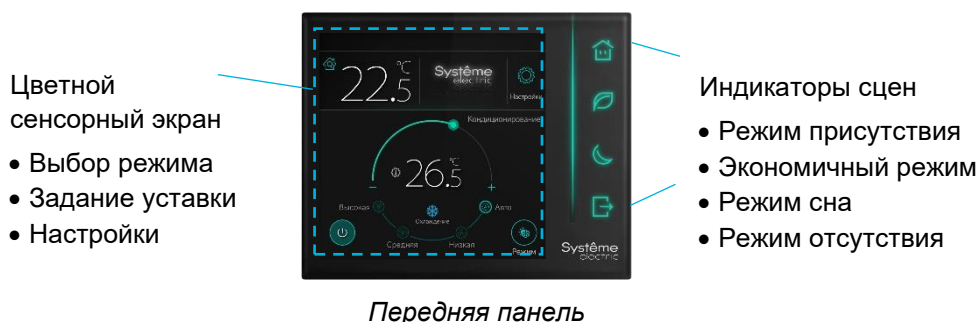 Цветной
сенсорный экран
• Выбор режима
• Задание уставки
• Настройки
22.5 °C
Systême
electric
Настройки
Кондиционирование
26.5 °C
−
+
Высокая
Авто
Охлаждение
Средняя
Низкая
Режим
Systême
electric
Индикаторы сцен
• Режим присутствия
• Экономичный режим
• Режим сна
• Режим отсутствия
Передняя панель